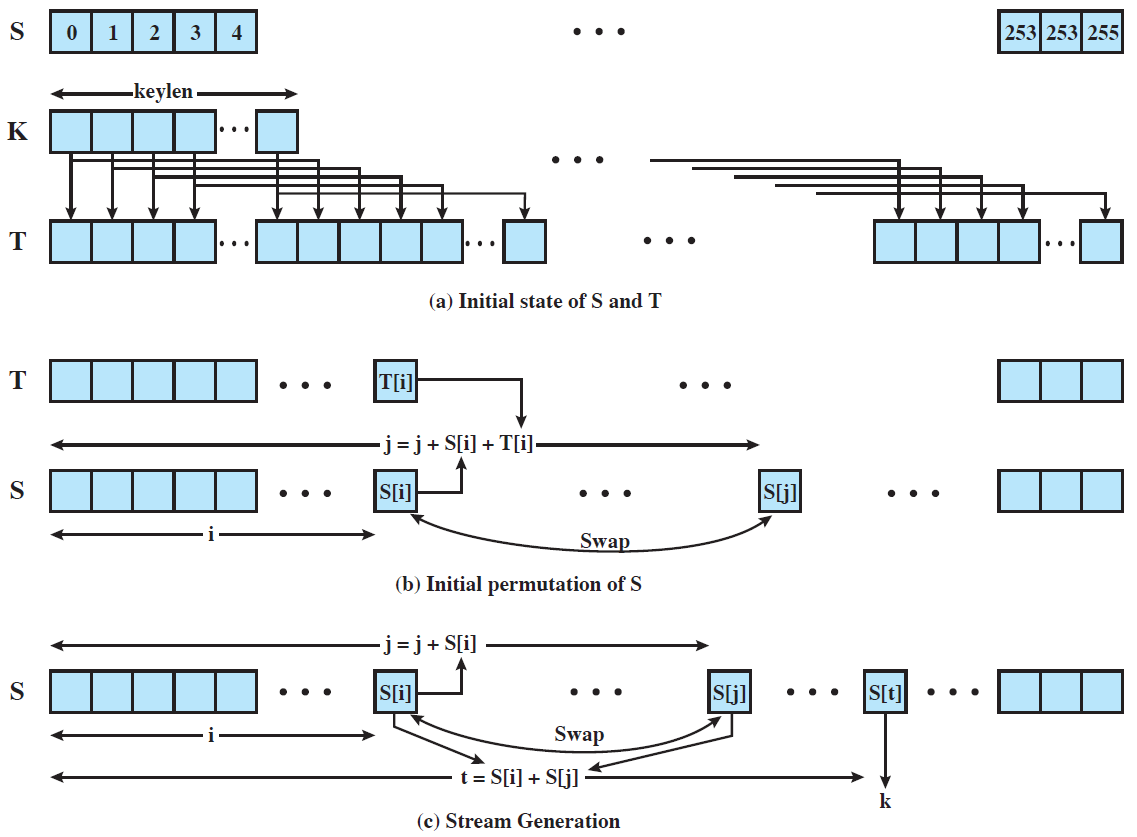 S 0 1 2 3 4 • • • 253 253 255
keylen
K • • •
• • •
T • • • • • • • • • • • •
(a) Initial state of S and T
T • • • T[i] • • •
j = j + S[i] + T[i]
S • • • S[i] • • • S[j] • • •
i
Swap
(b) Initial permutation of S
j = j + S[i]
S • • • S[i] • • • S[j] • • • S[t] • • •
i
Swap
t = S[i] + S[j]
k
(c) Stream Generation